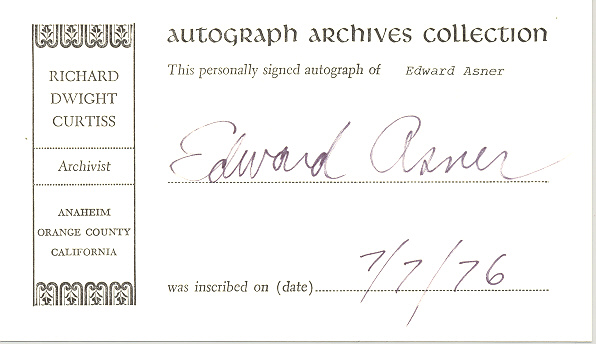 RICHARD
DWIGHT
CURTISS
Archivist
ANAHEIM
ORANGE COUNTY
CALIFORNIA
AUTOGRAPH ARCHIVES COLLECTION
This personally signed autograph of Edward Asner
Edward Asner
was inscribed on (date) 7/7/76